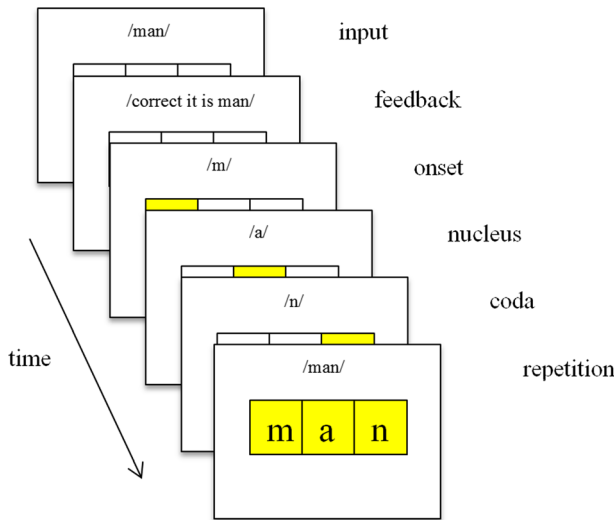 /man/
input
/correct it is man/
feedback
/m/
onset
/a/
nucleus
/n/
coda
time
/man/
repetition
m a n